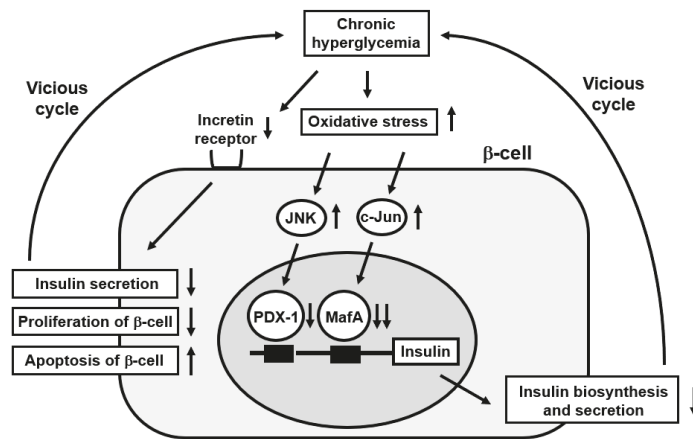 Chronic
hyperglycemia
Vicious
cycle
Vicious
cycle
Incretin
receptor
Oxidative stress
β-cell
JNK
c-Jun
Insulin secretion
Proliferation of β-cell
Apoptosis of β-cell
PDX-1
MafA
Insulin
Insulin biosynthesis
and secretion